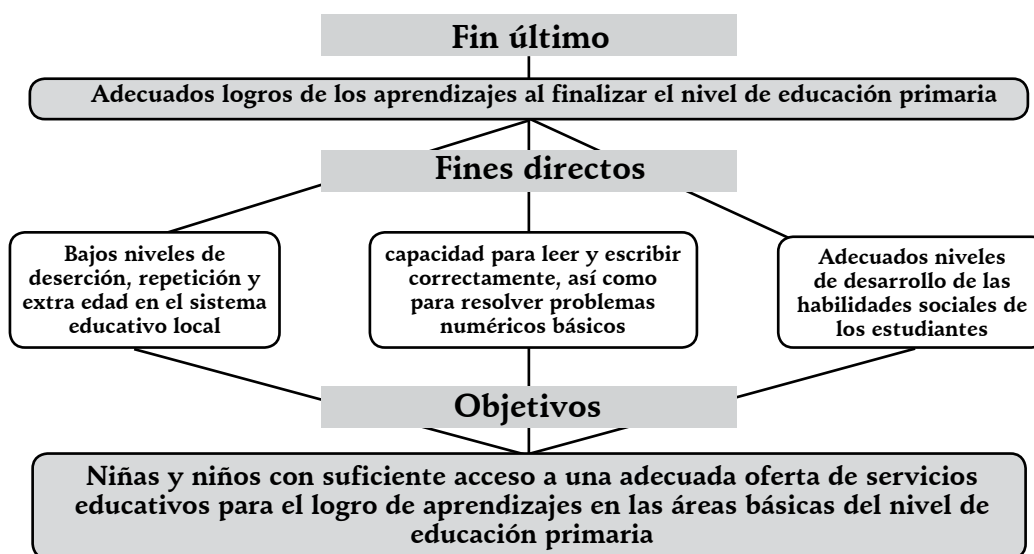 Fin último
Adecuados logros de los aprendizajes al finalizar el nivel de educación primaria
Fines directos
Bajos niveles de
deserción, repetición y
extra edad en el sistema
educativo local
capacidad para leer y escribir
correctamente, así como
para resolver problemas
numéricos básicos
Adecuados niveles
de desarrollo de las
habilidades sociales de
los estudiantes
Objetivos
Niñas y niños con suficiente acceso a una adecuada oferta de servicios
educativos para el logro de aprendizajes en las áreas básicas del nivel de
educación primaria